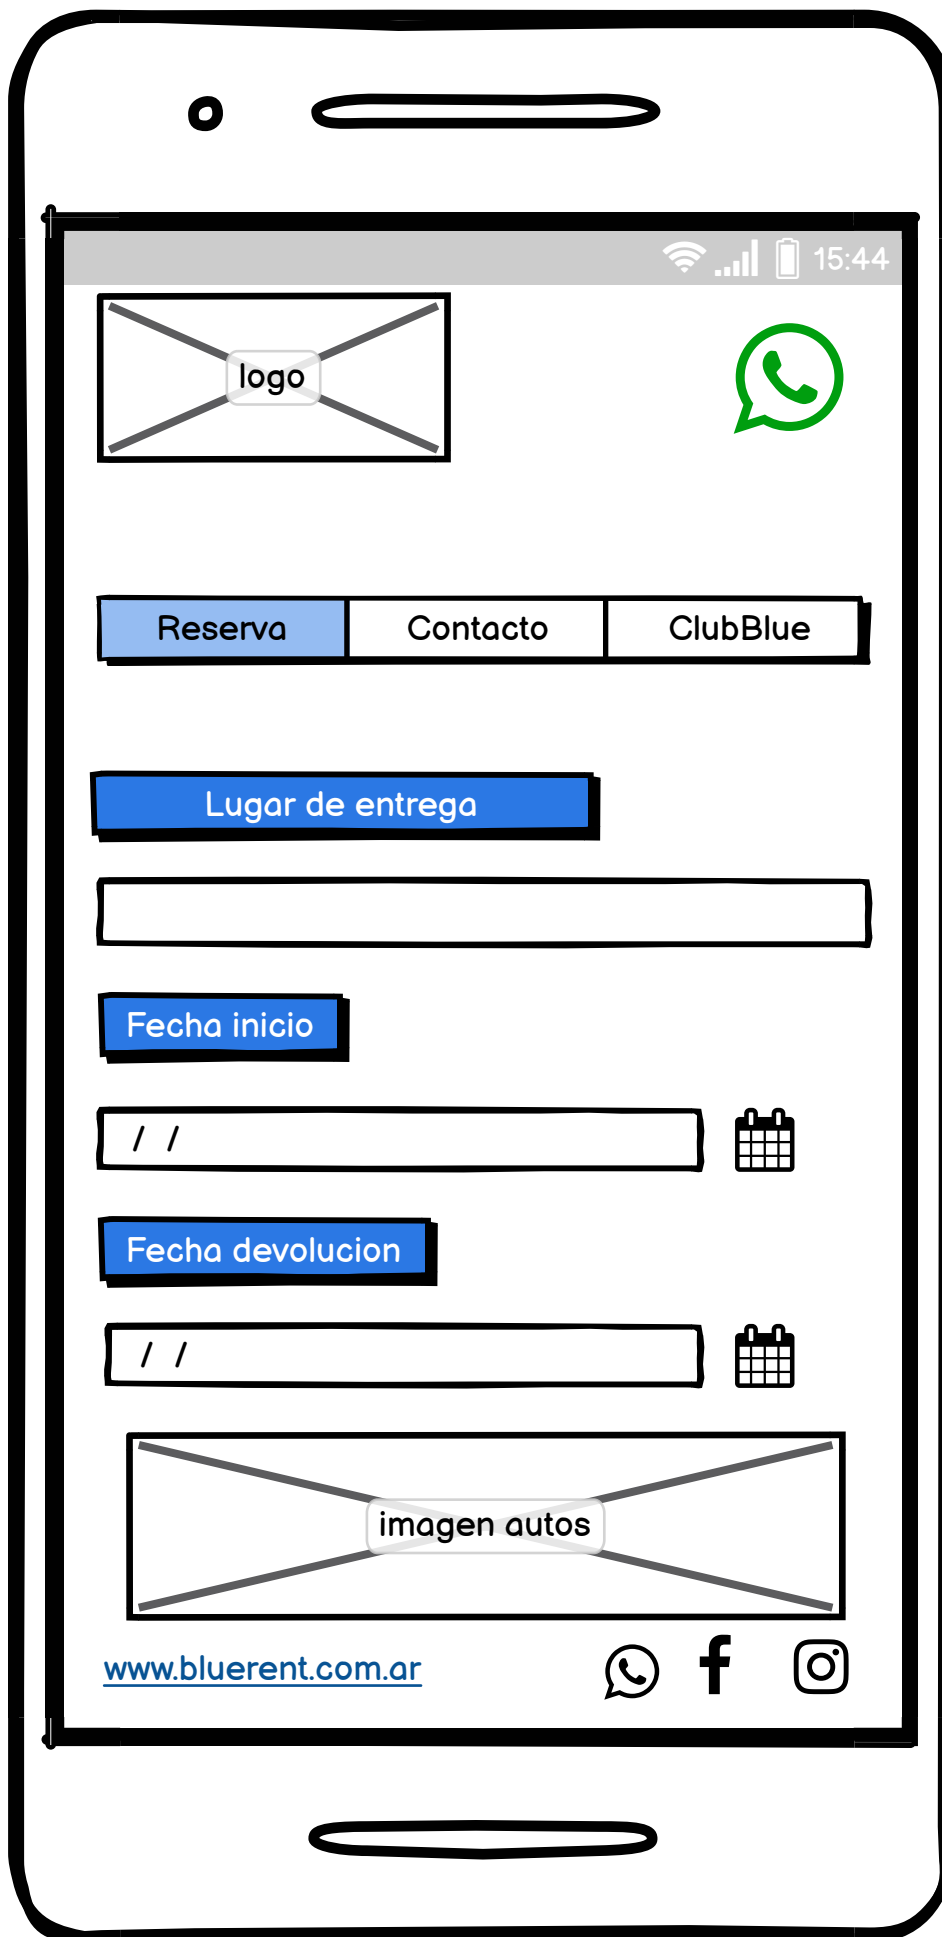 15:44
logo
Reserva Contacto ClubBlue
Lugar de entrega
Fecha inicio
/ /
Fecha devolucion
/ /
imagen autos
www.bluerent.com.ar